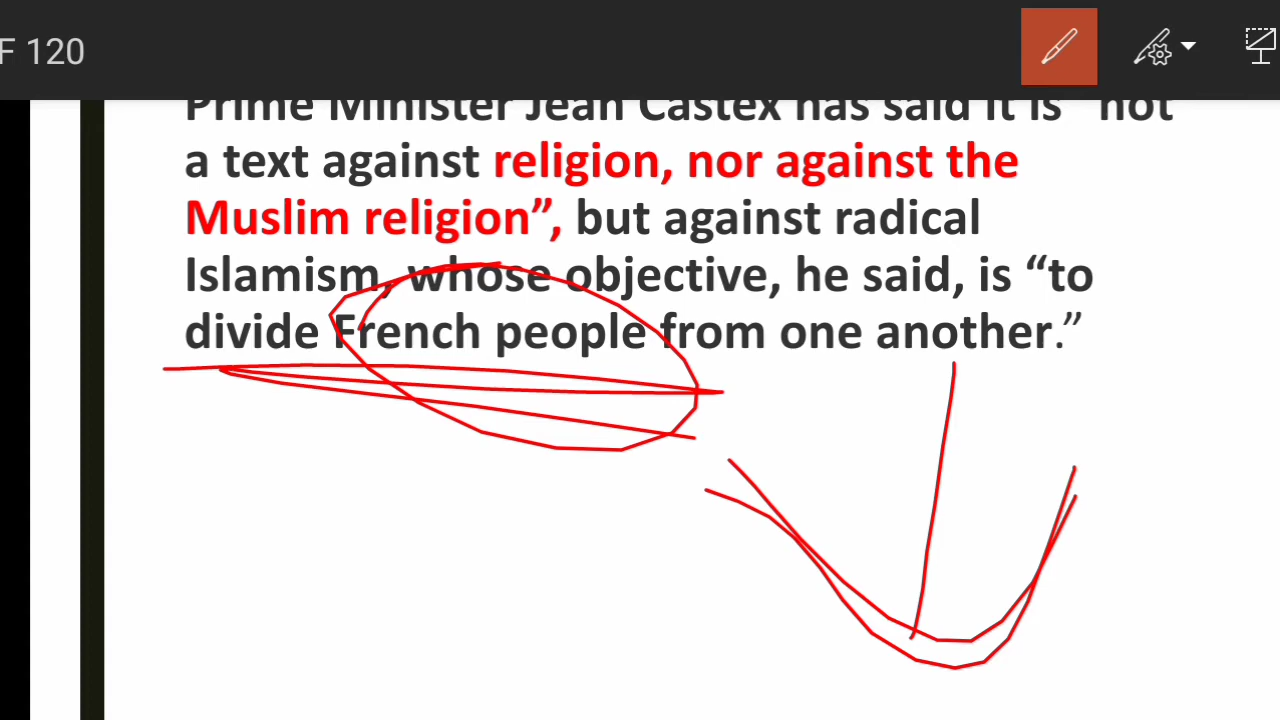 F 120
Prime Minister Jean Castex has said it is “not
a text against religion, nor against the
Muslim religion”, but against radical
Islamism, whose objective, he said, is “to
divide French people from one another.”